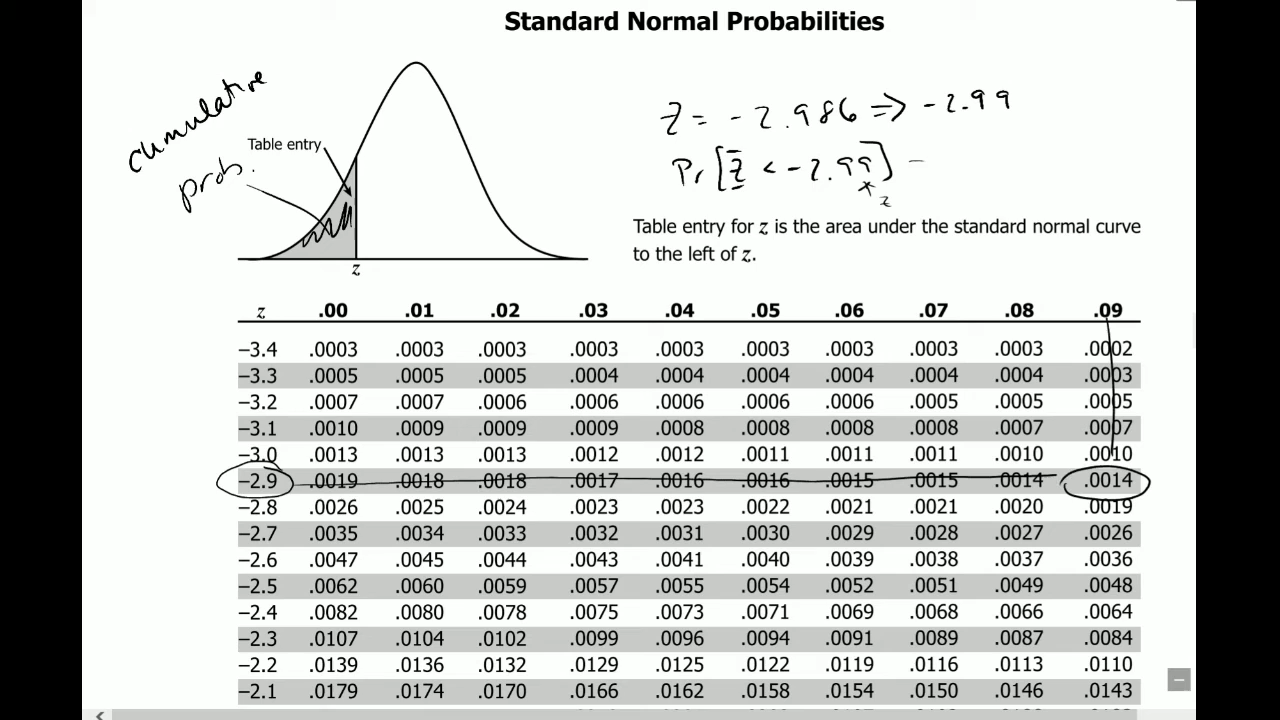 Standard Normal Probabilities
cumulative
prob.
Table entry
z
z = -2.986 ⇒ -2.99
Pr[z < -2.99] =
z
Table entry for z is the area under the standard normal curve
to the left of z.
z .00 .01 .02 .03 .04 .05 .06 .07 .08 .09
–3.4 .0003 .0003 .0003 .0003 .0003 .0003 .0003 .0003 .0003 .0002
–3.3 .0005 .0005 .0005 .0004 .0004 .0004 .0004 .0004 .0004 .0003
–3.2 .0007 .0007 .0006 .0006 .0006 .0006 .0006 .0005 .0005 .0005
–3.1 .0010 .0009 .0009 .0009 .0008 .0008 .0008 .0008 .0007 .0007
–3.0 .0013 .0013 .0013 .0012 .0012 .0011 .0011 .0011 .0010 .0010
–2.9 .0019 .0018 .0018 .0017 .0016 .0016 .0015 .0015 .0014 .0014
–2.8 .0026 .0025 .0024 .0023 .0023 .0022 .0021 .0021 .0020 .0019
–2.7 .0035 .0034 .0033 .0032 .0031 .0030 .0029 .0028 .0027 .0026
–2.6 .0047 .0045 .0044 .0043 .0041 .0040 .0039 .0038 .0037 .0036
–2.5 .0062 .0060 .0059 .0057 .0055 .0054 .0052 .0051 .0049 .0048
–2.4 .0082 .0080 .0078 .0075 .0073 .0071 .0069 .0068 .0066 .0064
–2.3 .0107 .0104 .0102 .0099 .0096 .0094 .0091 .0089 .0087 .0084
–2.2 .0139 .0136 .0132 .0129 .0125 .0122 .0119 .0116 .0113 .0110
–2.1 .0179 .0174 .0170 .0166 .0162 .0158 .0154 .0150 .0146 .0143